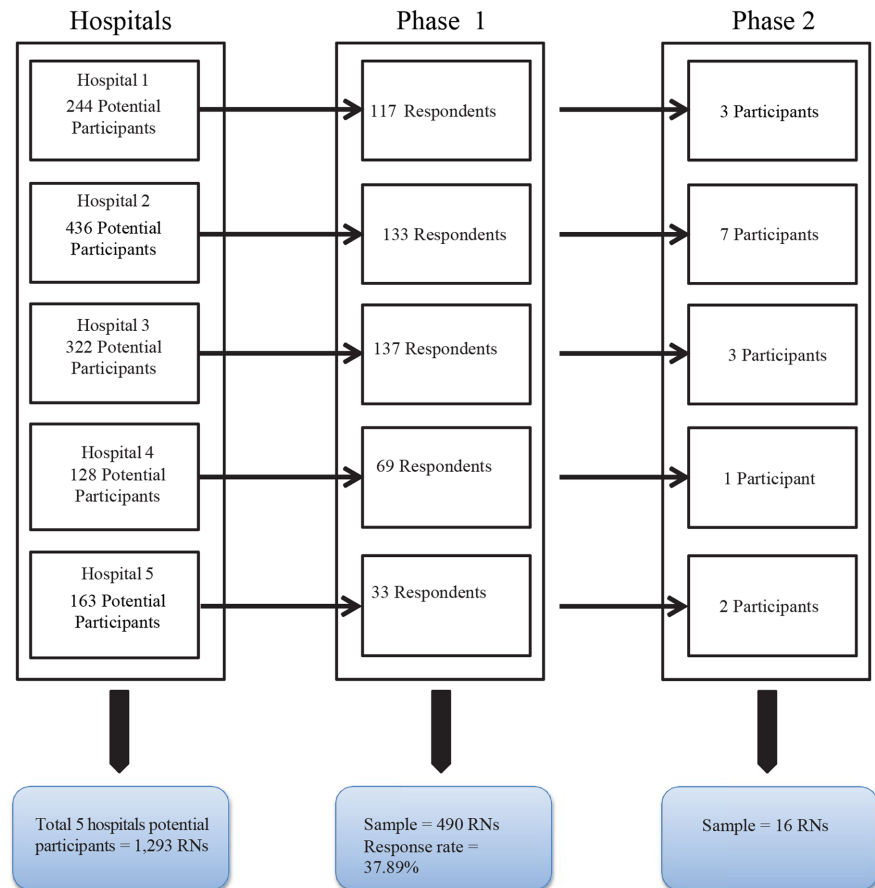 Hospitals
Phase 1
Phase 2
Hospital 1
244 Potential
Participants
117 Respondents
3 Participants
Hospital 2
436 Potential
Participants
133 Respondents
7 Participants
Hospital 3
322 Potential
Participants
137 Respondents
3 Participants
Hospital 4
128 Potential
Participants
69 Respondents
1 Participant
Hospital 5
163 Potential
Participants
33 Respondents
2 Participants
Total 5 hospitals potential
participants = 1,293 RNs
Sample = 490 RNs
Response rate =
37.89%
Sample = 16 RNs